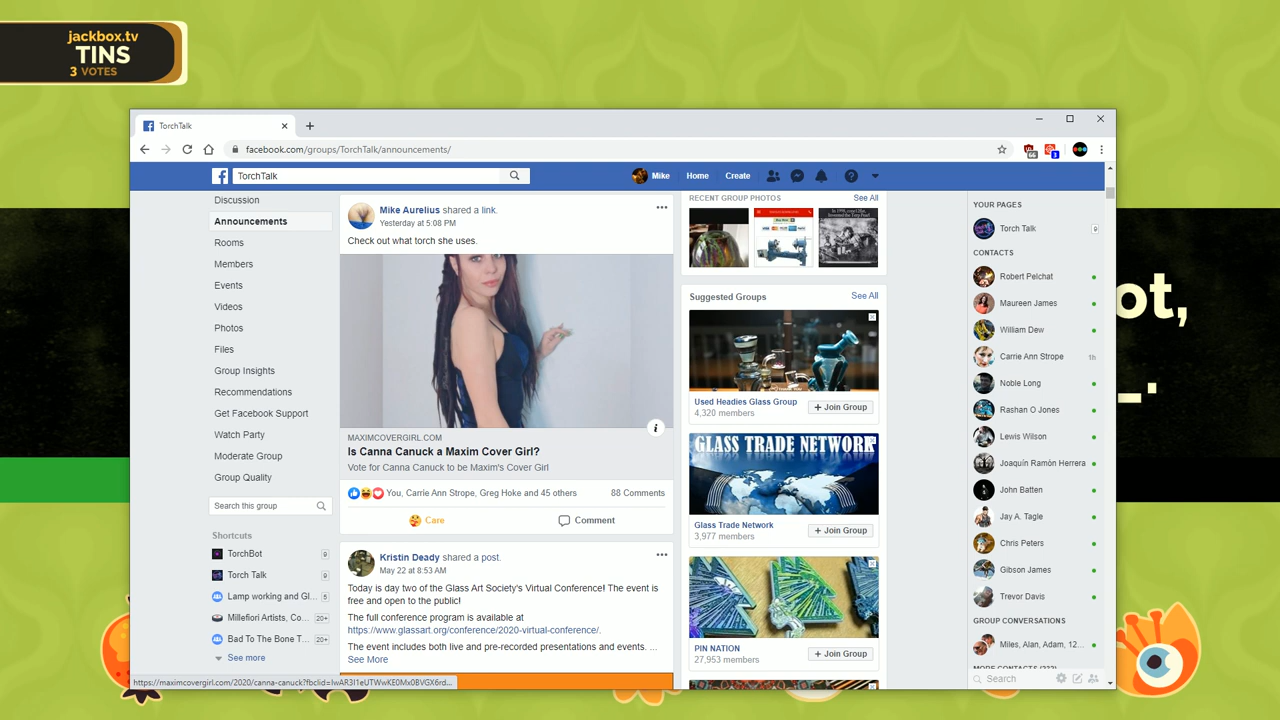 jackbox.tv
TINS
3 VOTES
TorchTalk
facebook.com/groups/TorchTalk/announcements/
66
3
TorchTalk
Mike
Home
Create
Discussion
Announcements
Rooms
Members
Events
Videos
Photos
Files
Group Insights
Recommendations
Get Facebook Support
Watch Party
Moderate Group
Group Quality
Search this group
Shortcuts
TorchBot 9
Torch Talk 9
Lamp working and Gl... 5
Millefiori Artists, Co... 20+
Bad To The Bone T... 20+
See more
Mike Aurelius shared a link.
Yesterday at 5:08 PM
Check out what torch she uses.
MAXIMCOVERGIRL.COM
Is Canna Canuck a Maxim Cover Girl?
Vote for Canna Canuck to be Maxim's Cover Girl
You, Carrie Ann Strope, Greg Hoke and 45 others 88 Comments
Care Comment
Kristin Deady shared a post.
May 22 at 8:53 AM
Today is day two of the Glass Art Society's Virtual Conference! The event is
free and open to the public!
The full conference program is available at
https://www.glassart.org/conference/2020-virtual-conference/.
The event includes both live and pre-recorded presentations and events. ...
See More
RECENT GROUP PHOTOS See All
Suggested Groups See All
Used Headies Glass Group
4,320 members
+ Join Group
GLASS TRADE NETWORK
Glass Trade Network
3,977 members
+ Join Group
PIN NATION
27,953 members
+ Join Group
YOUR PAGES
Torch Talk 9
CONTACTS
Robert Pelchat
Maureen James
William Dew
Carrie Ann Strope 1h
Noble Long
Rashan O Jones
Lewis Wilson
Joaquín Ramón Herrera
John Batten
Jay A. Tagle
Chris Peters
Gibson James
Trevor Davis
GROUP CONVERSATIONS
Miles, Alan, Adam, 12...
Search
ot,
_.